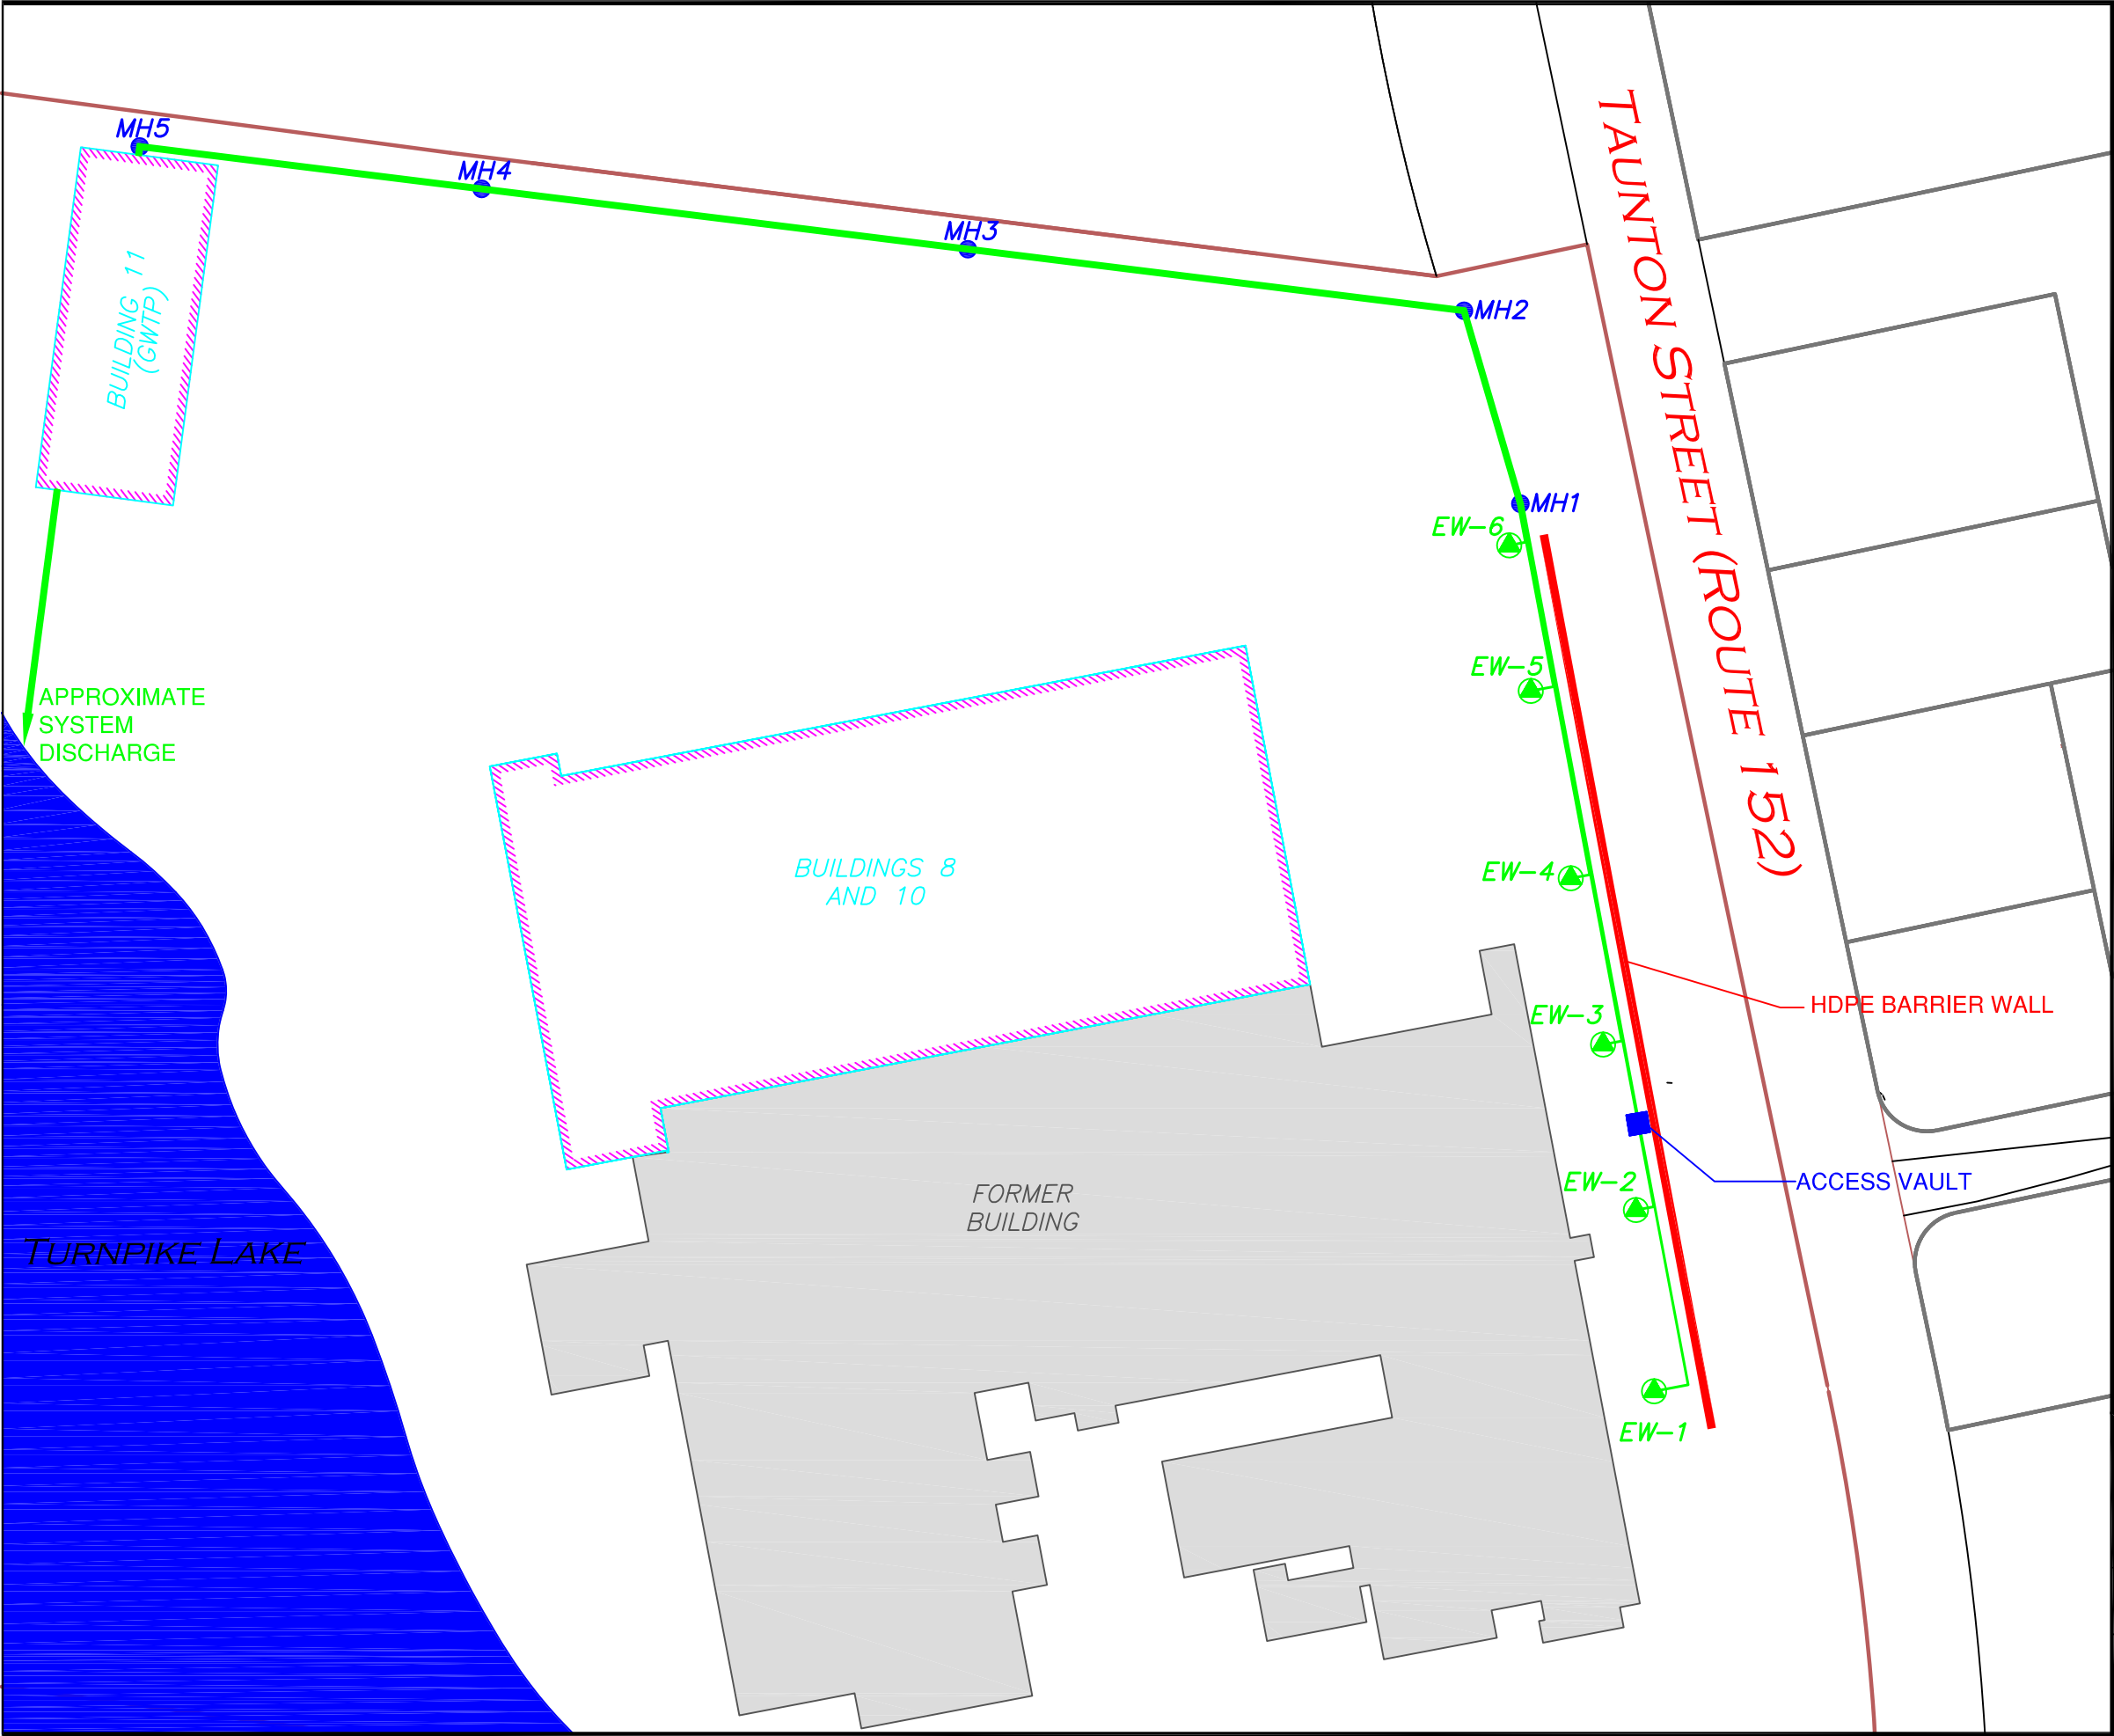 MH5
MH4
MH3
MH2
MH1
TAUNTON STREET (ROUTE 152)
BUILDING 11
(GWTP)
EW-6
EW-5
APPROXIMATE
SYSTEM
DISCHARGE
BUILDINGS 8
AND 10
EW-4
HDPE BARRIER WALL
EW-3
ACCESS VAULT
EW-2
FORMER
BUILDING
TURNPIKE LAKE
EW-1